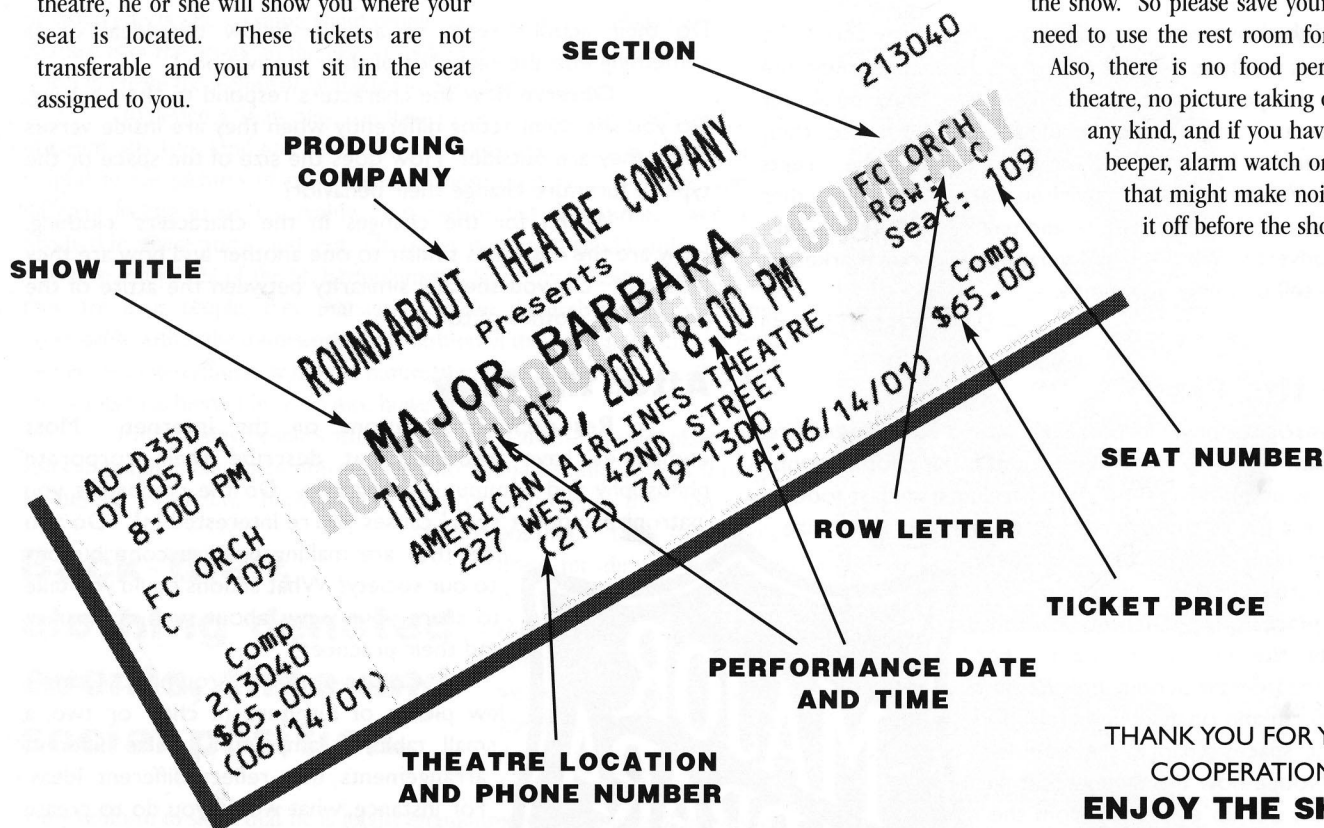 theatre, he or she will show you where your
seat is located. These tickets are not
transferable and you must sit in the seat
assigned to you.
the show. So please save your
need to use the rest room for
Also, there is no food per
theatre, no picture taking
any kind, and if you have
beeper, alarm watch or
that might make noi
it off before the sho
SECTION
PRODUCING
COMPANY
SHOW TITLE
213040
ROUNDABOUT THEATRE COMPANY
Presents
MAJOR BARBARA
Thu, Jul 05, 2001 8:00 PM
AMERICAN AIRLINES THEATRE
227 WEST 42ND STREET
(212) 719-1300
CA:06/14/01)
FC ORCH
Row: C
Seat: 109
Comp
$65.00
ROUNDABOUTTHEATRECOMPANY
AO-D35D
07/05/01
8:00 PM
FC ORCH
109
C
Comp
213040
$65.00
(06/14/01)
SEAT NUMBER
ROW LETTER
TICKET PRICE
PERFORMANCE DATE
AND TIME
THEATRE LOCATION
AND PHONE NUMBER
THANK YOU FOR Y
COOPERATION
ENJOY THE SH